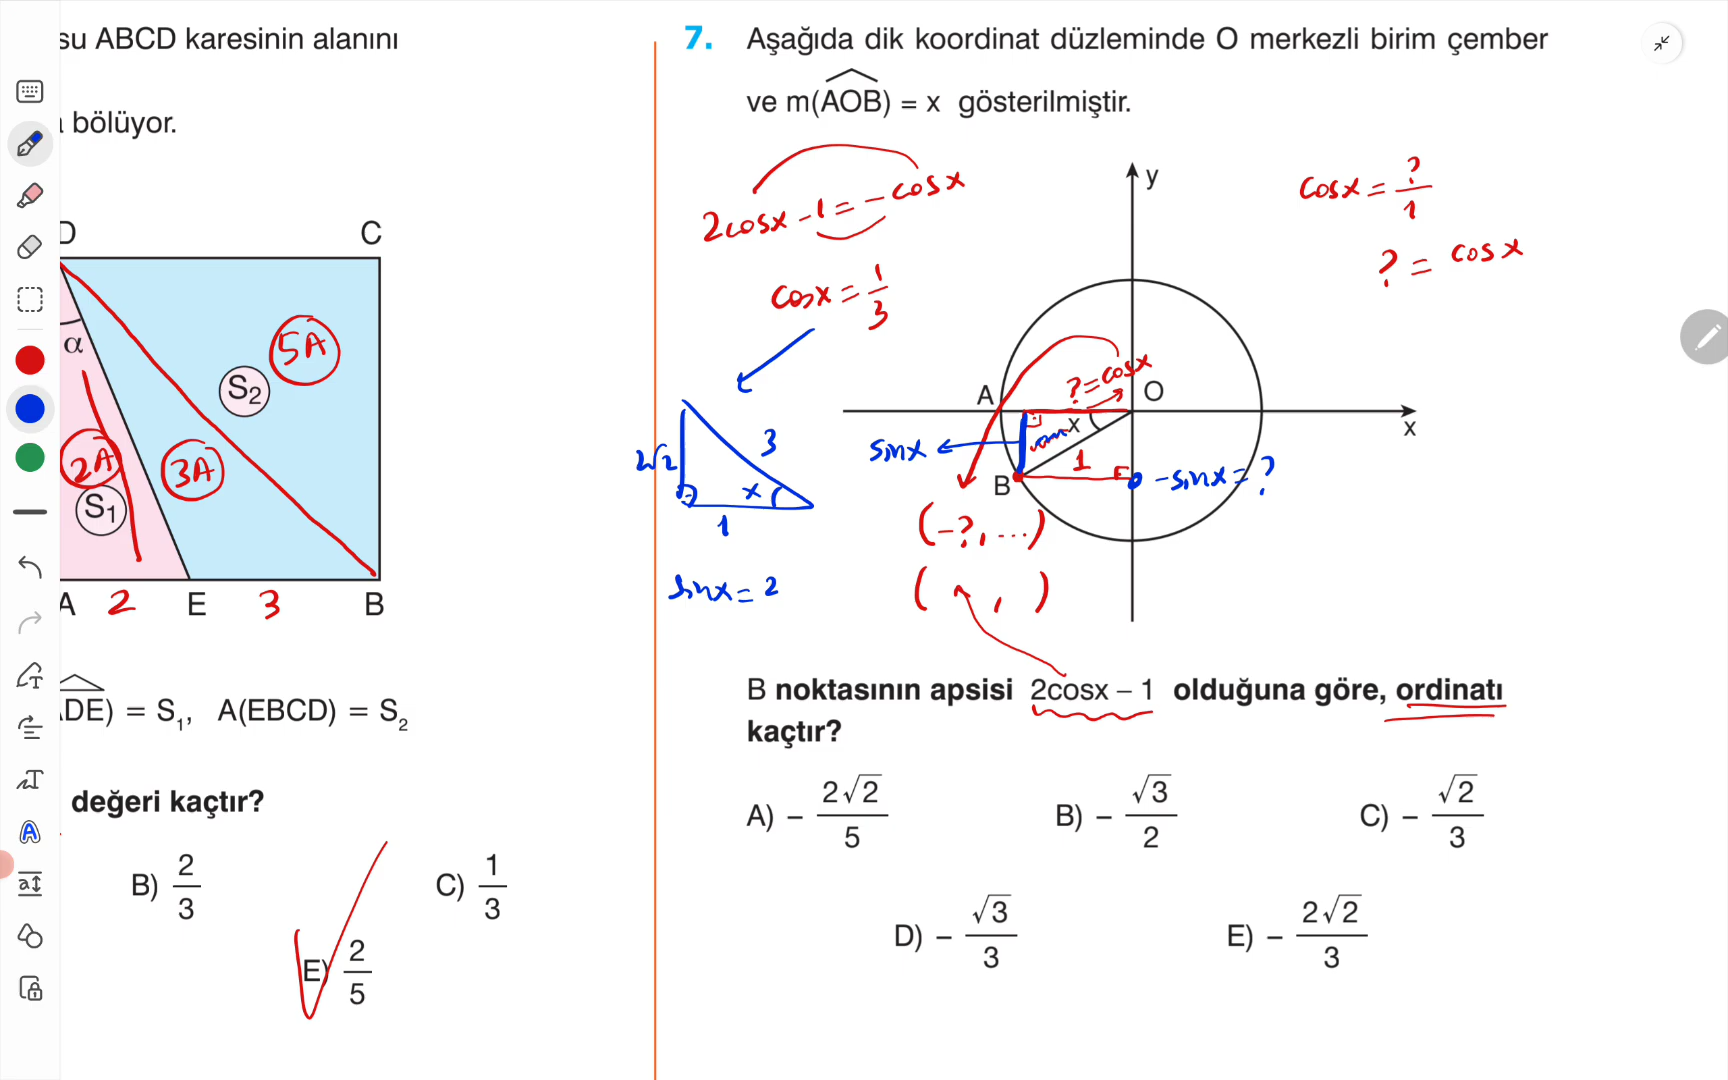 su ABCD karesinin alanını
bölüyor.
D
C
α
5A
S₂
2A
3A
S₁
A 2 E 3 B
DE) = S₁, A(EBCD) = S₂
değeri kaçtır?
B) 2/3
C) 1/3
E) 2/5
7. Aşağıda dik koordinat düzleminde O merkezli birim çember
ve m(AOB) = x gösterilmiştir.
2cosx - 1 = - cosx
cosx = 1/3
cosx = ?/1
? = cosx
y
x
A
O
B
? = cosx
x
1
sinx
-sinx = ?
2√2
3
x
1
sinx = 2
(-?, ...)
( , )
B noktasının apsisi 2cosx – 1 olduğuna göre, ordinatı
kaçtır?
A) – 2√2/5
B) – √3/2
C) – √2/3
D) – √3/3
E) – 2√2/3